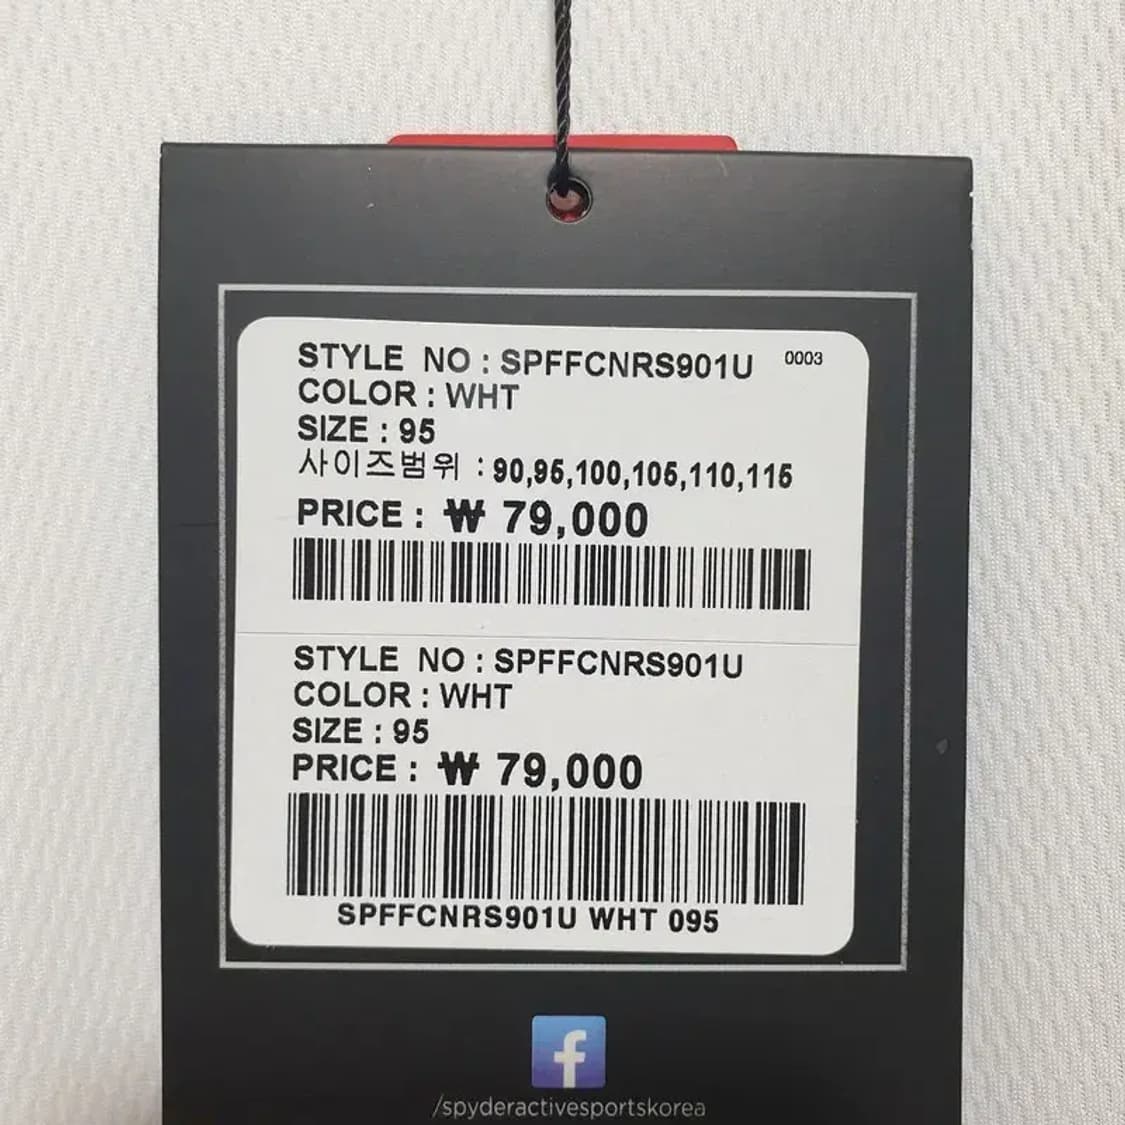 STYLE NO : SPFFCNRS901U 0003
COLOR : WHT
SIZE : 95
사이즈범위 : 90,95,100,105,110,115
PRICE : ₩ 79,000
STYLE NO : SPFFCNRS901U
COLOR : WHT
SIZE : 95
PRICE : ₩ 79,000
SPFFCNRS901U WHT 095
f
/spyderactivesportskorea